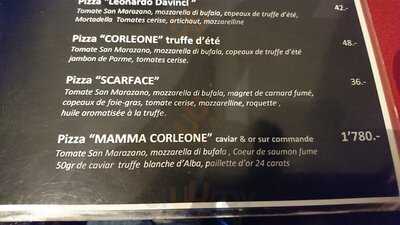 Pizza "Leonardo Davinci"
42.-
Tomate San Marazano, mozzarella di bufala, copeaux de truffe d'été,
Mortadella Tomates cerise, artichaut, mozzarelline
Pizza "CORLEONE" truffe d'été
48.-
Tomate San Marazano, mozzarella di bufala, copeaux de truffe d'été
jambon de Parme, tomates cerise.
Pizza "SCARFACE"
36.-
Tomate San Marazano, mozzarella di bufala, magret de carnard fumé,
copeaux de foie-gras, tomate cerise, mozzarelline, roquette ,
huile aromatisée à la truffe.
Pizza "MAMMA CORLEONE" caviar & or sur commande
1'780.-
Tomate San Marazano, mozzarella di bufala , Coeur de saumon fume
50gr de caviar truffe blanche d'Alba, paillette d'or 24 carats